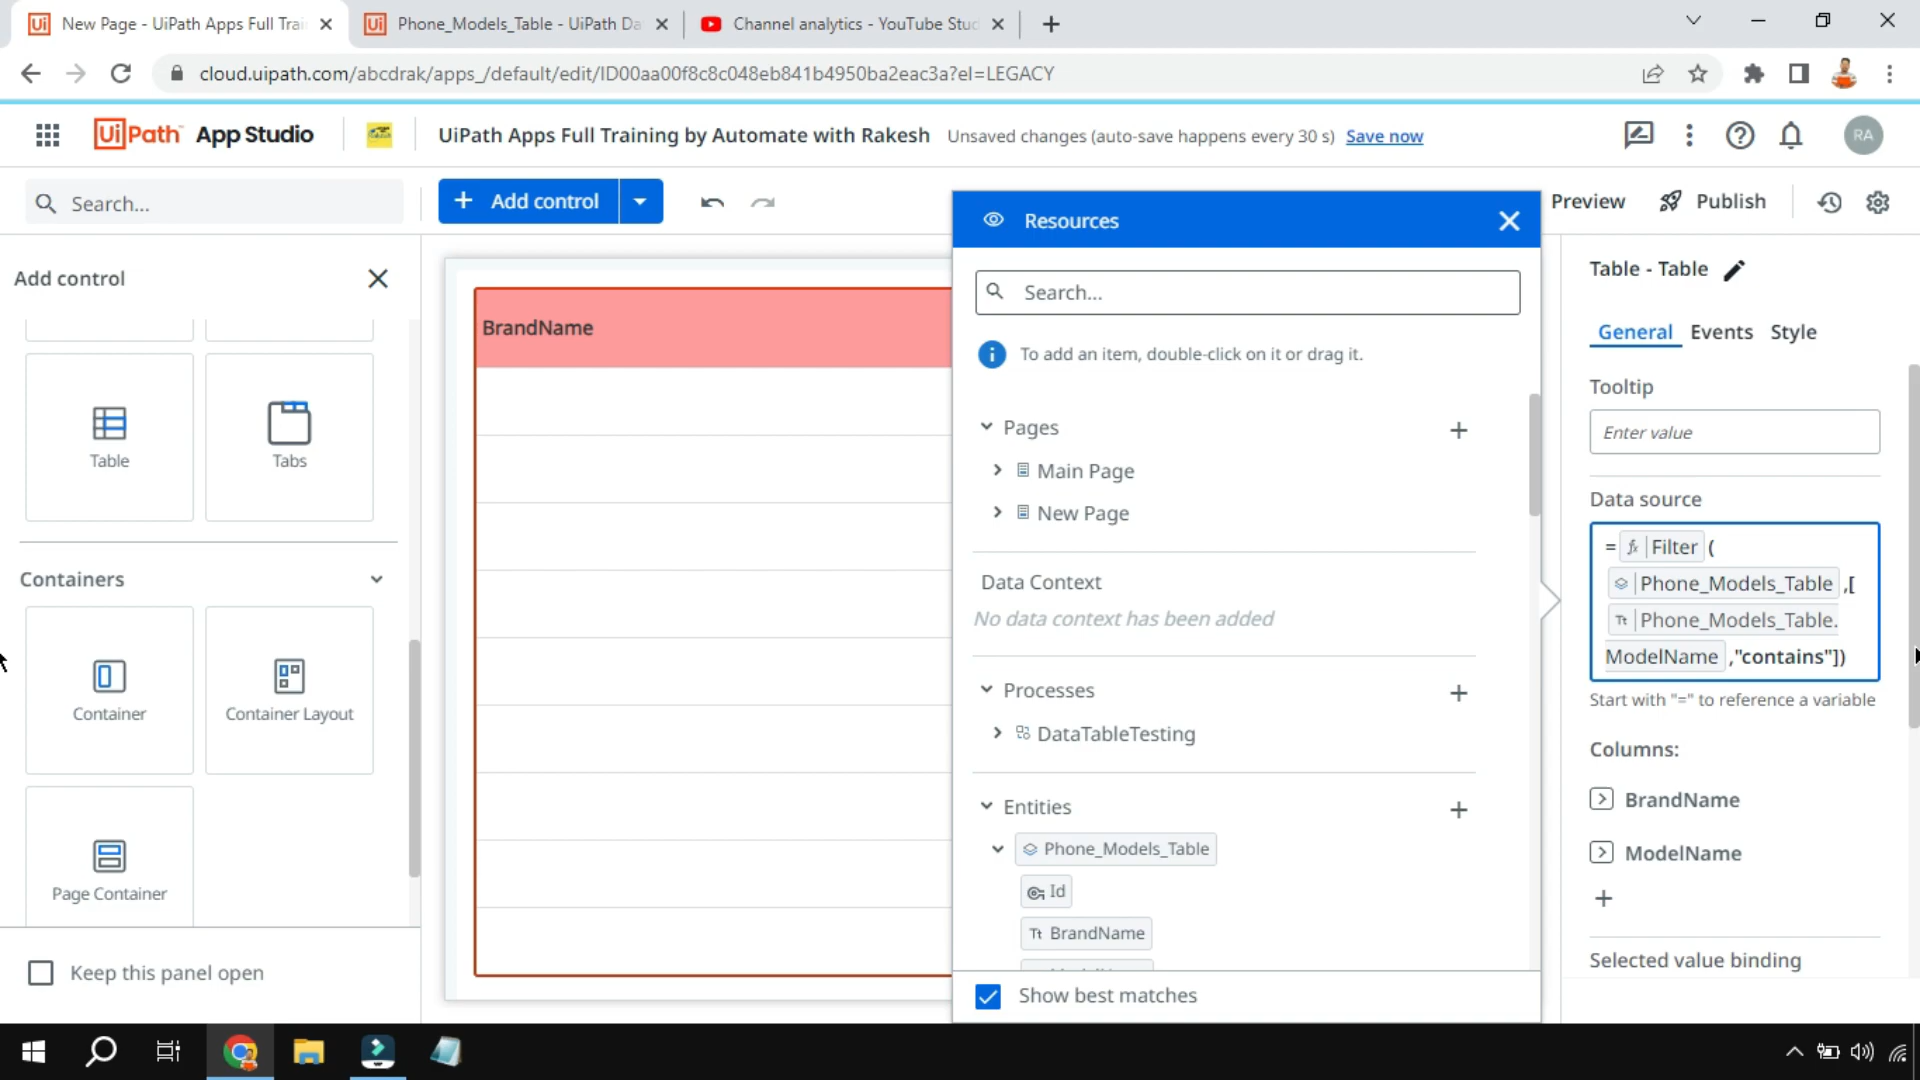 New Page - UiPath Apps Full Trai
Phone_Models_Table - UiPath Da
Channel analytics - YouTube Stud
cloud.uipath.com/abcdrak/apps_/default/edit/ID00aa00f8c8c048eb841b4950ba2eac3a?el=LEGACY
UiPath App Studio
UiPath Apps Full Training by Automate with Rakesh
Unsaved changes (auto-save happens every 30 s) Save now
RA
Search...
Add control
Preview
Publish
Add control
Table
Tabs
Containers
Container
Container Layout
Page Container
Keep this panel open
BrandName
Resources
Search...
To add an item, double-click on it or drag it.
Pages
Main Page
New Page
Data Context
No data context has been added
Processes
DataTableTesting
Entities
Phone_Models_Table
Id
Tt BrandName
Show best matches
Table - Table
General Events Style
Tooltip
Enter value
Data source
= fx Filter (
Phone_Models_Table ,[
Tt Phone_Models_Table.
ModelName ,"contains"])
Start with "=" to reference a variable
Columns:
BrandName
ModelName
Selected value binding